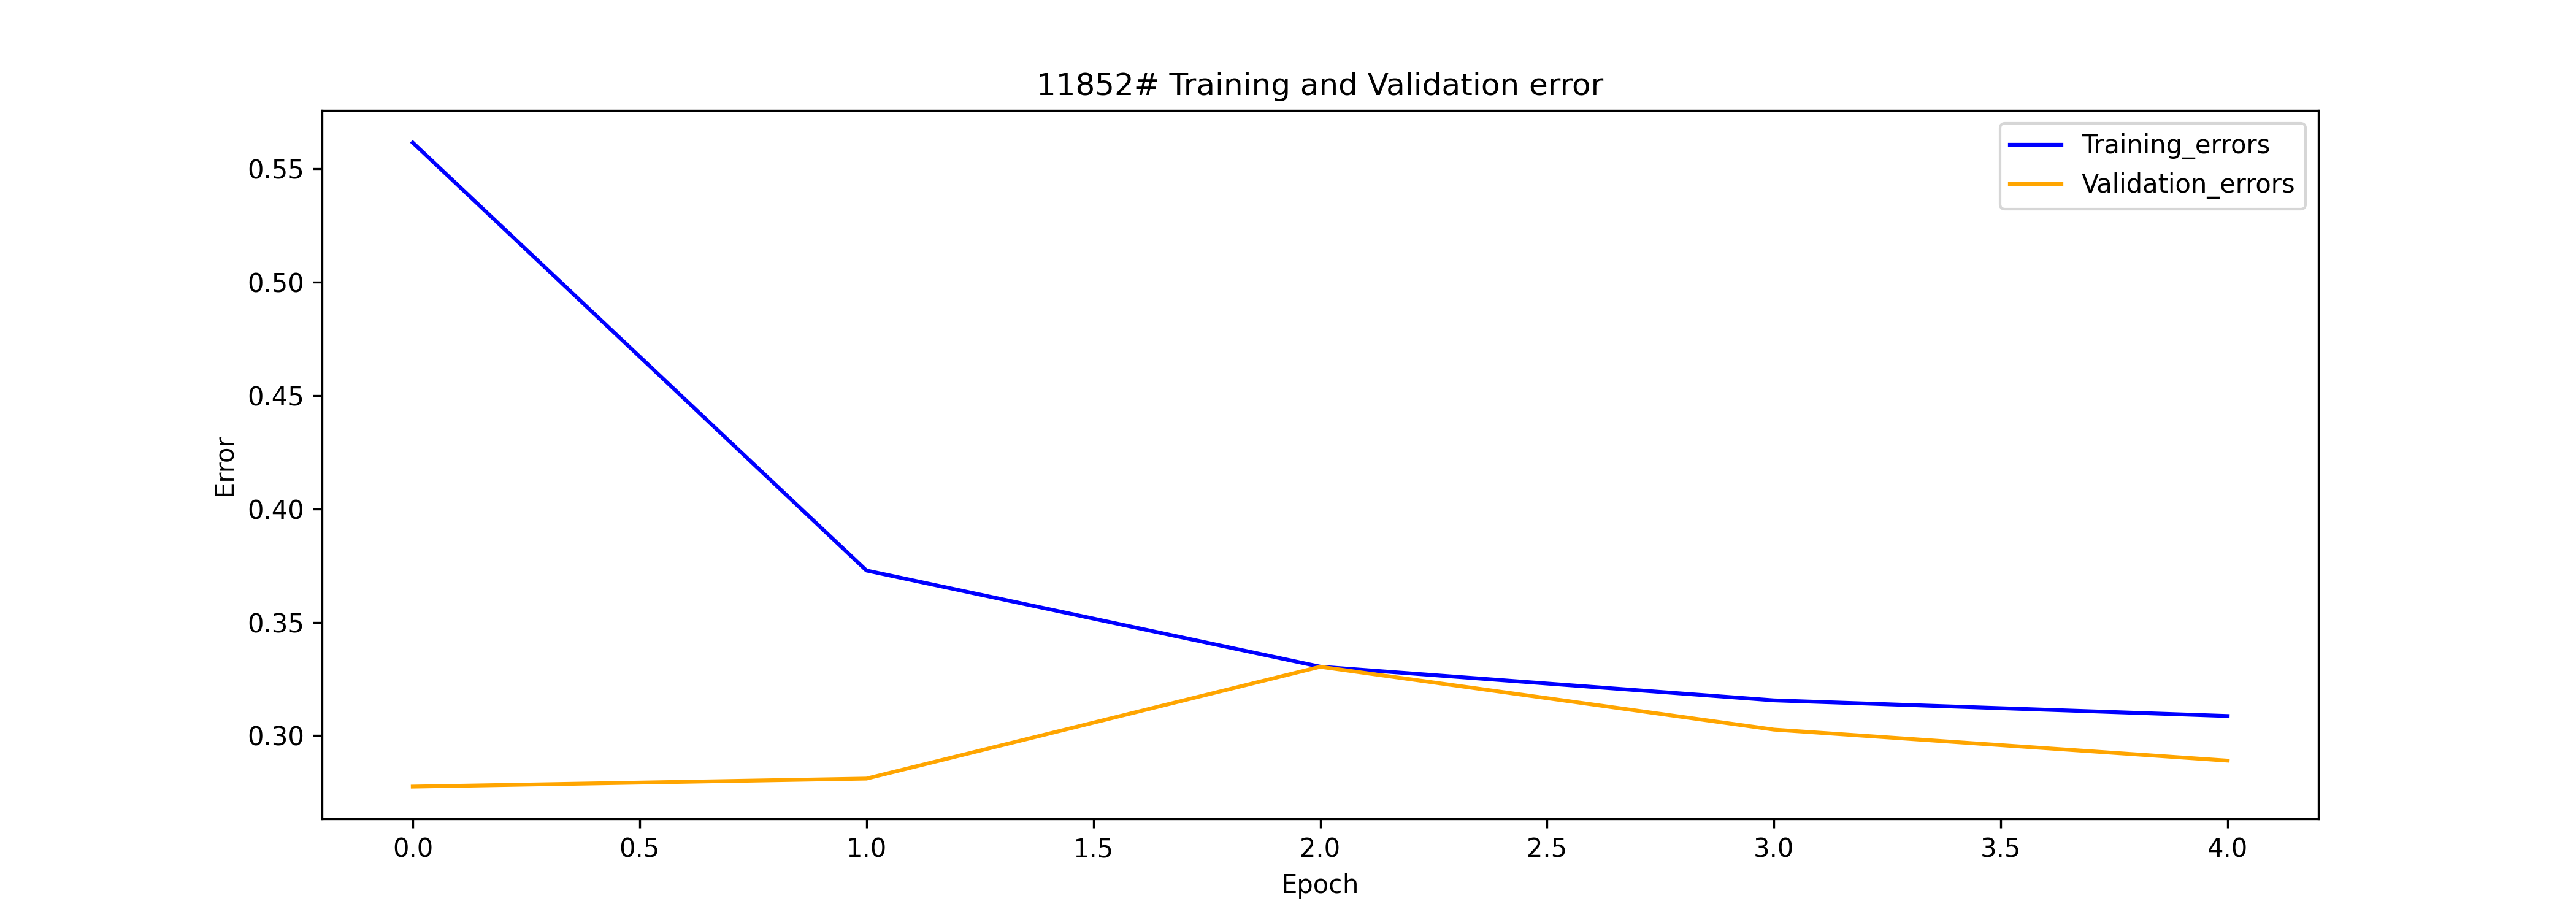 11852# Training and Validation error
Training_errors
Validation_errors
0.55
0.50
0.45
0.40
0.35
0.30
Error
0.0 0.5 1.0 1.5 2.0 2.5 3.0 3.5 4.0
Epoch